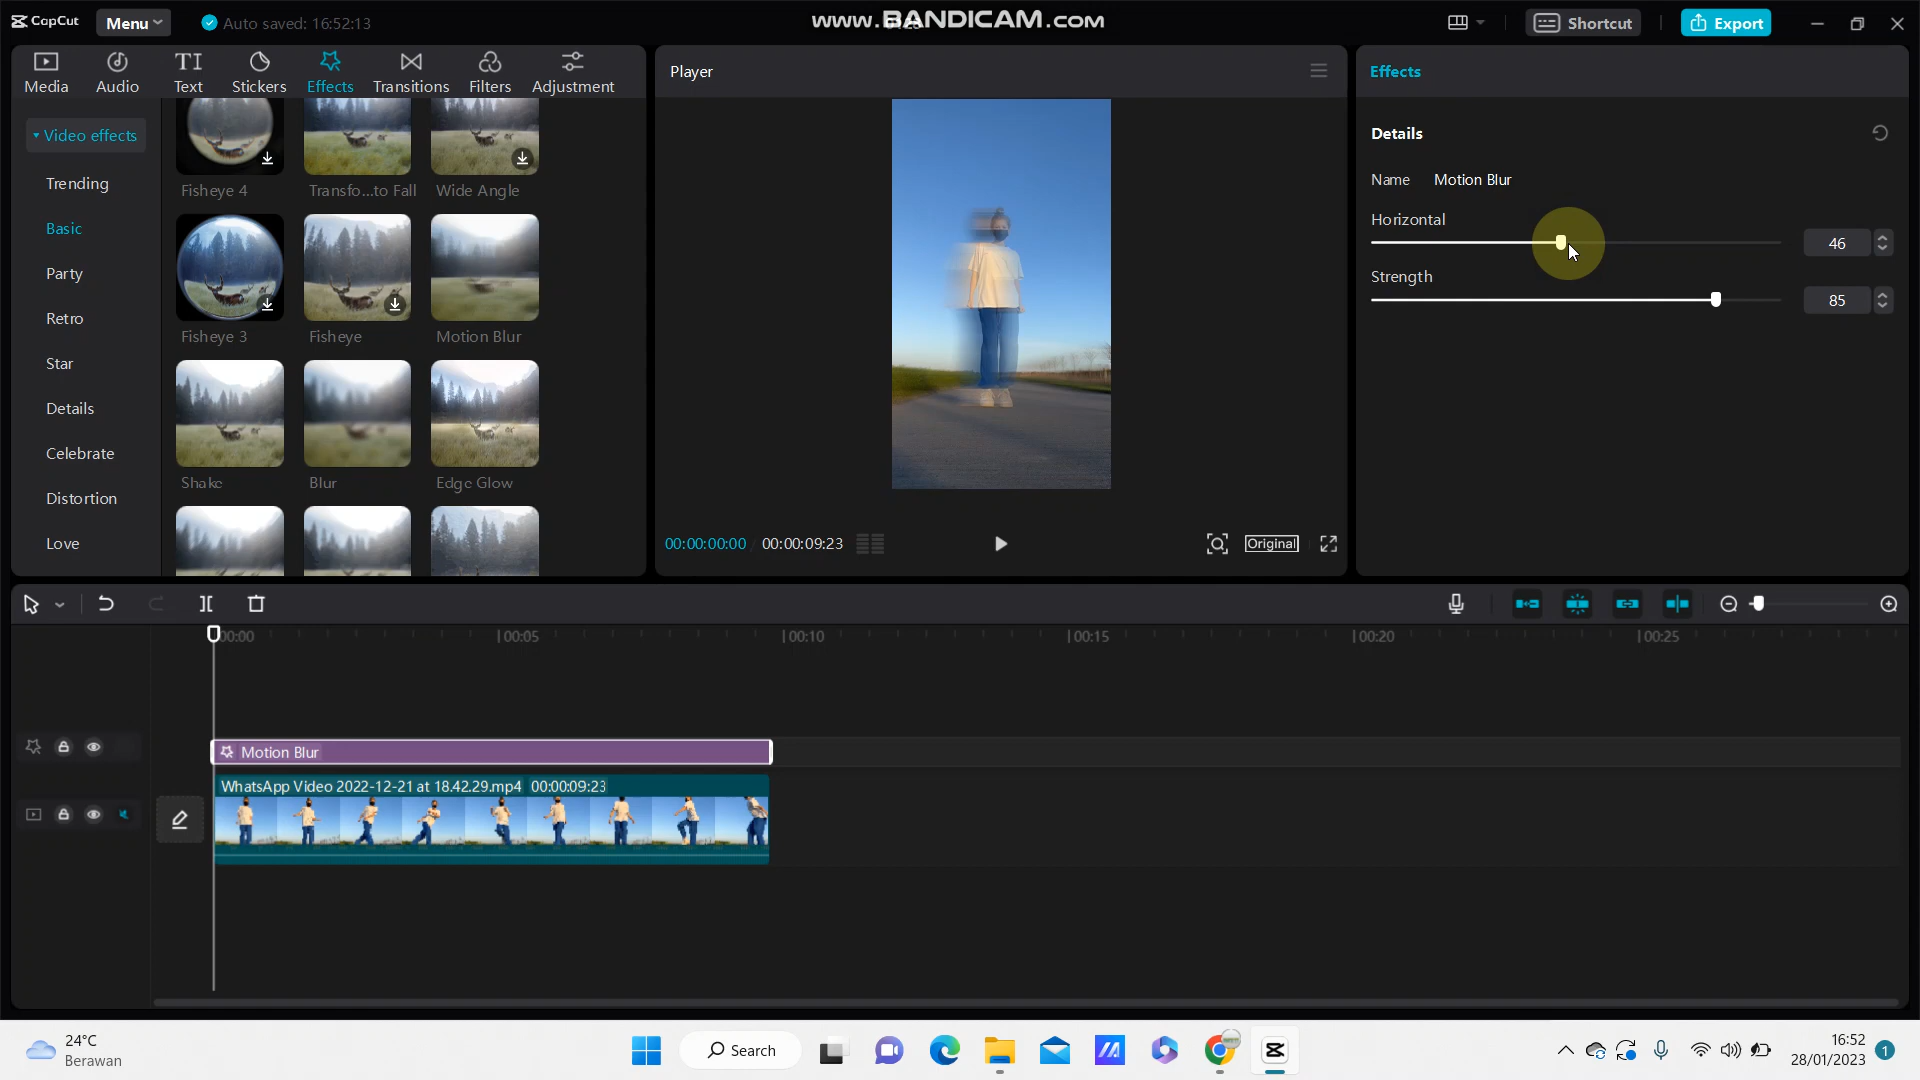 CapCut
Menu
Auto saved: 16:52:13
www.BANDICAM.COM
Shortcut
Export
Media
Audio
TI
Text
Stickers
Effects
Transitions
Filters
Adjustment
Video effects
Trending
Basic
Party
Retro
Star
Details
Celebrate
Distortion
Love
Fisheye 4
Transfo...to Fall
Wide Angle
Fisheye 3
Fisheye
Motion Blur
Shake
Blur
Edge Glow
Player
00:00:00:00
00:00:09:23
Original
Effects
Details
Name Motion Blur
Horizontal
46
Strength
85
00:00
00:05
00:10
00:15
00:20
00:25
Motion Blur
WhatsApp Video 2022-12-21 at 18.42.29.mp4 00:00:09:23
24°C
Berawan
Search
16:52
28/01/2023
1